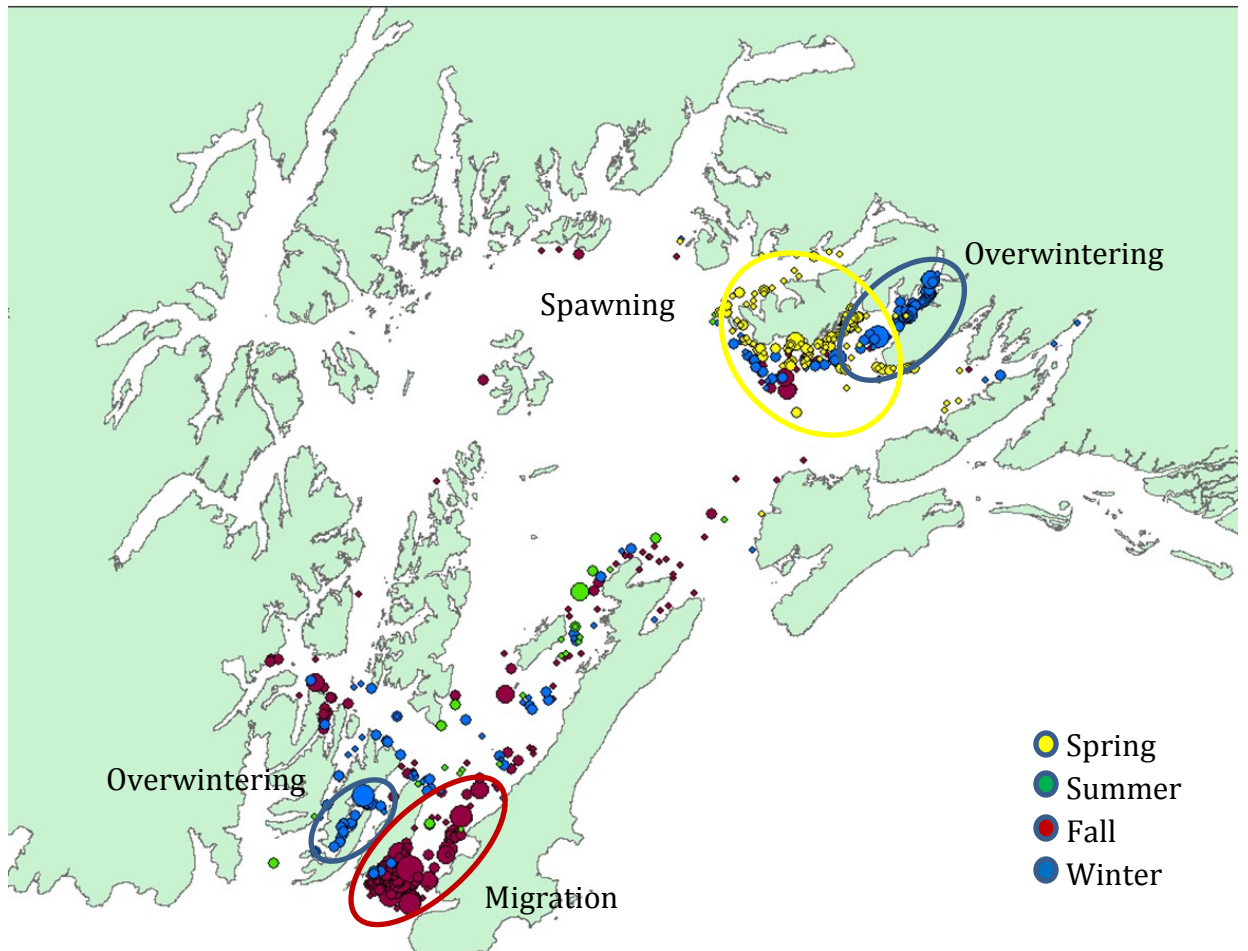 Overwintering
Spawning
Overwintering
Migration
Spring
Summer
Fall
Winter